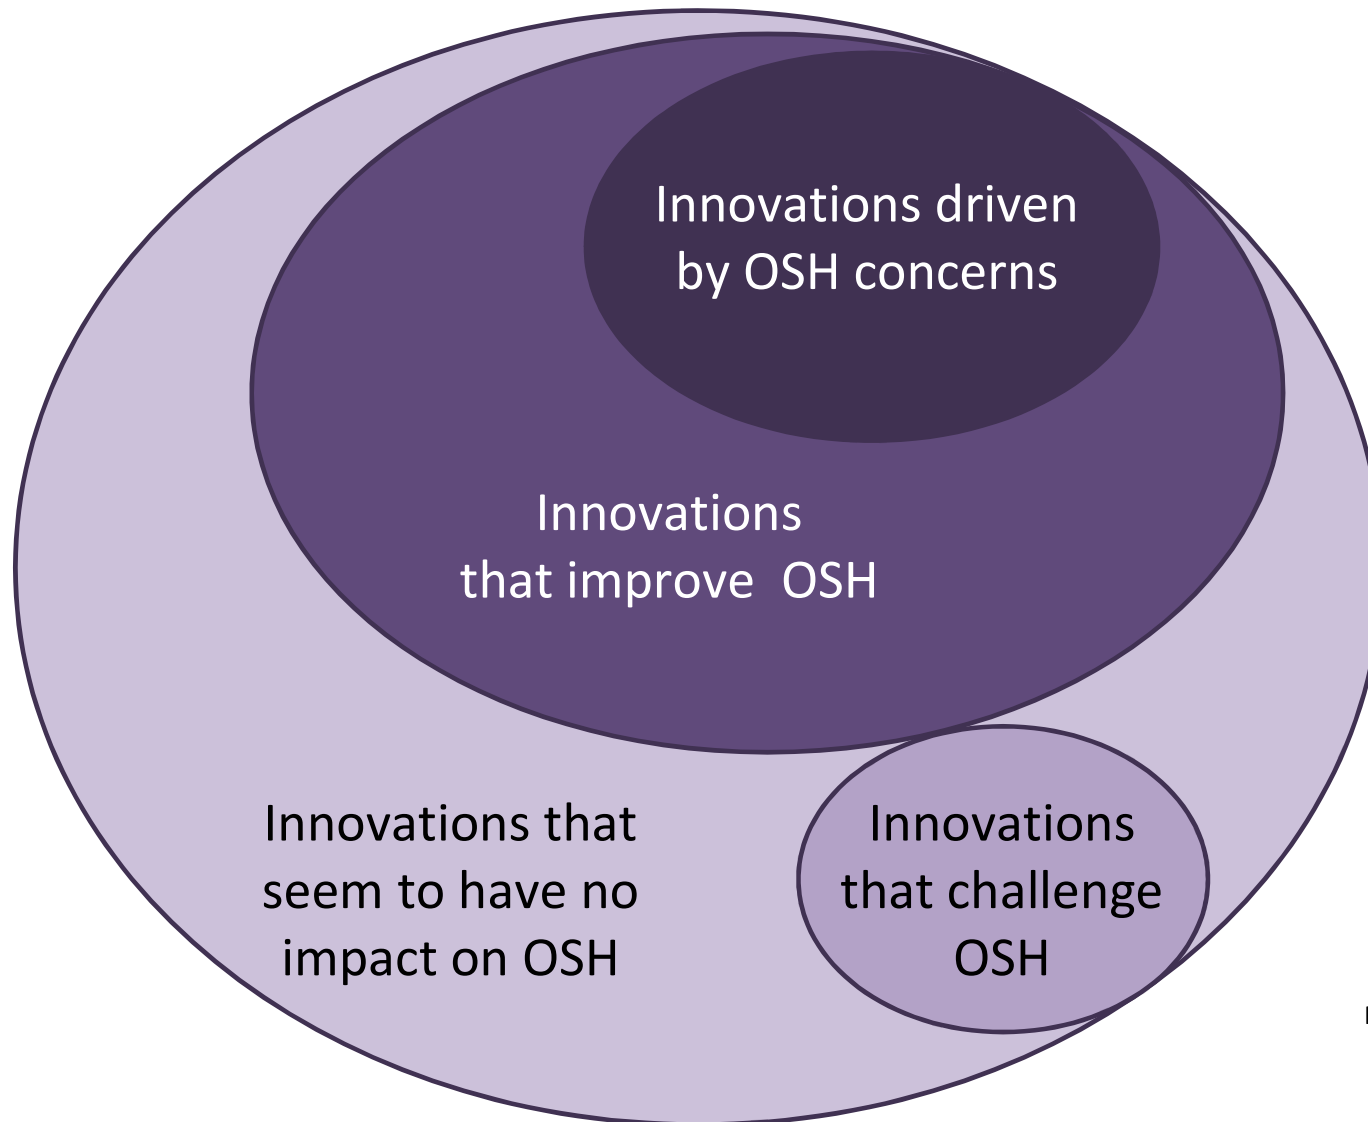 Innovations driven
by OSH concerns
Innovations
that improve  OSH
Innovations that
seem to have no
impact on OSH
Innovations
that challenge
OSH